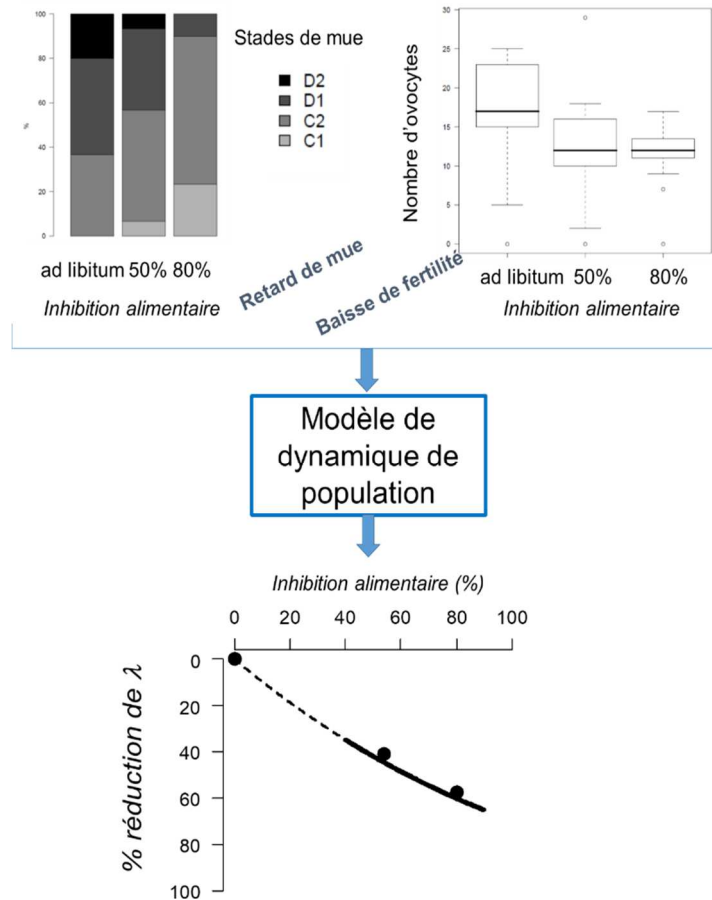 100
80
60
40
20
0
%
Stades de mue
D2
D1
C2
C1
ad libitum 50% 80%
Inhibition alimentaire
Nombre d'ovocytes
30
25
20
15
10
5
0
ad libitum 50% 80%
Inhibition alimentaire
Retard de mue
Baisse de fertilité
Modèle de
dynamique de
population
Inhibition alimentaire (%)
0 20 40 60 80 100
% réduction de λ
0
20
40
60
80
100